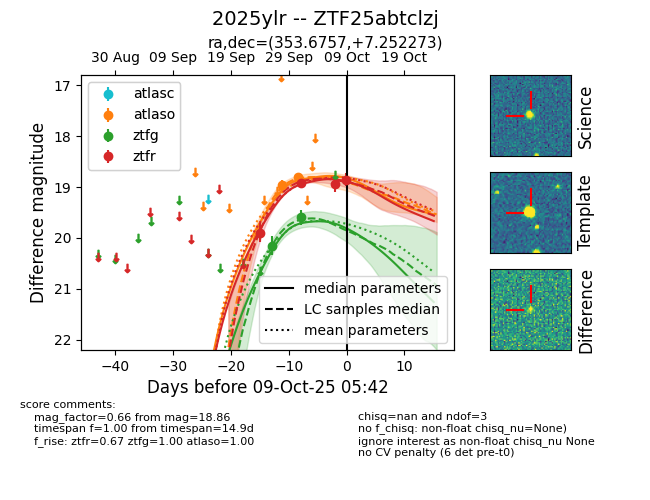 2025ylr -- ZTF25abtclzj
ra,dec=(353.6757,+7.252273)
30 Aug 09 Sep 19 Sep 29 Sep 09 Oct 19 Oct
17
18
19
20
21
22
Difference magnitude
atlasc
atlaso
ztfg
ztfr
median parameters
LC samples median
mean parameters
−40 −30 −20 −10 0 10
Days before 09-Oct-25 05:42
Science
Template
Difference
score comments:
mag_factor=0.66 from mag=18.86
timespan f=1.00 from timespan=14.9d
f_rise: ztfr=0.67 ztfg=1.00 atlaso=1.00
chisq=nan and ndof=3
no f_chisq: non-float chisq_nu=None)
ignore interest as non-float chisq_nu None
no CV penalty (6 det pre-t0)